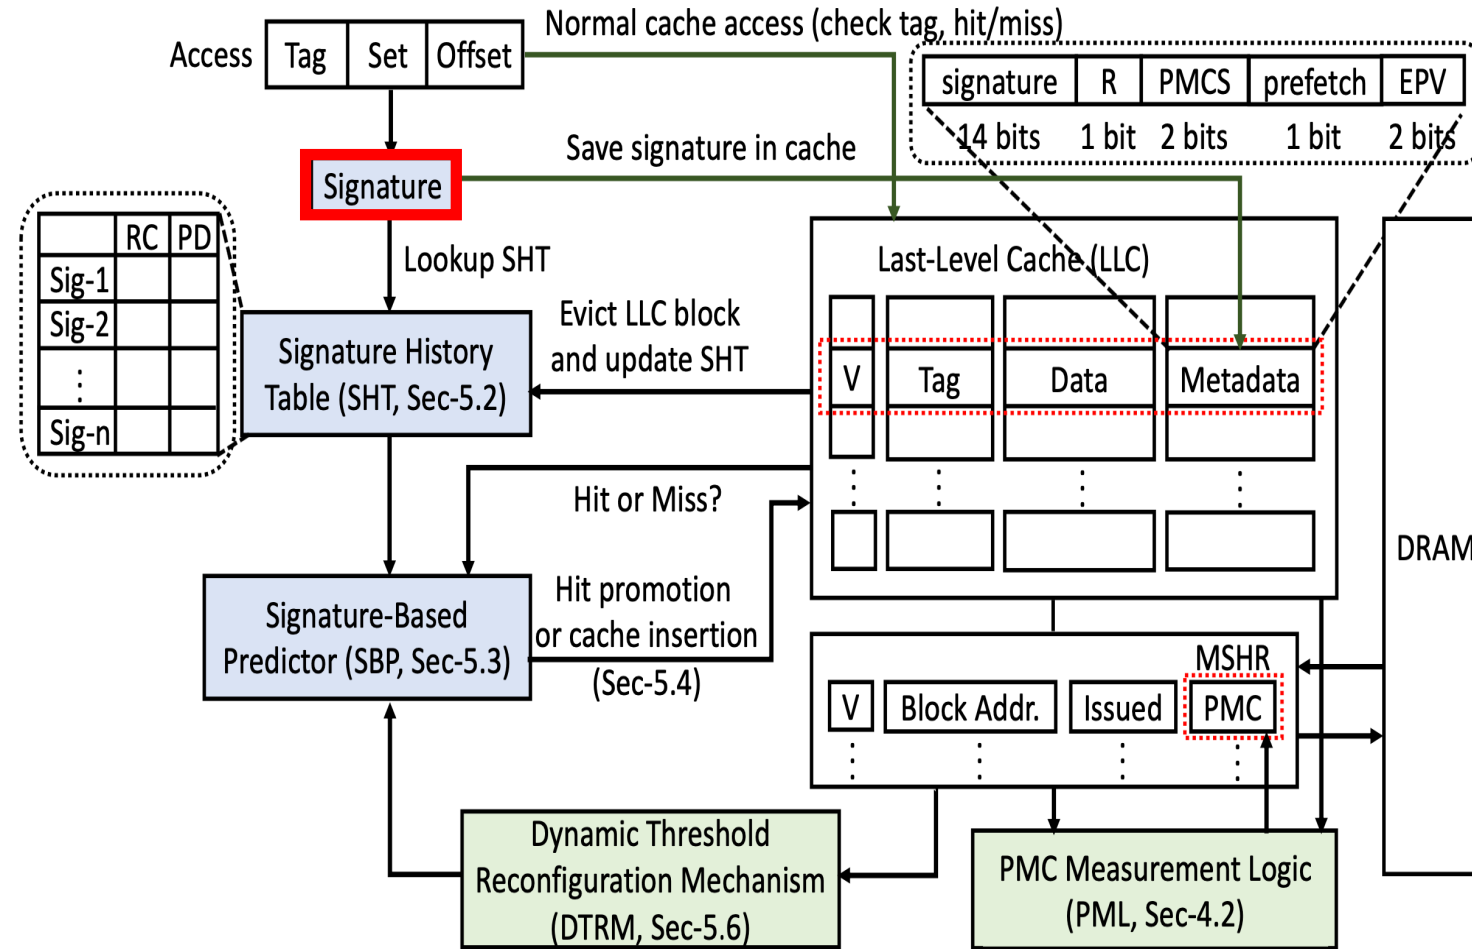 Normal cache access (check tag, hit/miss)
Access Tag Set Offset
signature R PMCS prefetch EPV
14 bits 1 bit 2 bits 1 bit 2 bits
Save signature in cache
Signature
RC PD
Sig-1
Sig-2
Sig-n
Lookup SHT
Last-Level Cache (LLC)
Evict LLC block
and update SHT
Signature History
Table (SHT, Sec-5.2)
V Tag Data Metadata
Hit or Miss?
DRAM
Hit promotion
or cache insertion
(Sec-5.4)
Signature-Based
Predictor (SBP, Sec-5.3)
MSHR
V Block Addr. Issued PMC
Dynamic Threshold
Reconfiguration Mechanism
(DTRM, Sec-5.6)
PMC Measurement Logic
(PML, Sec-4.2)